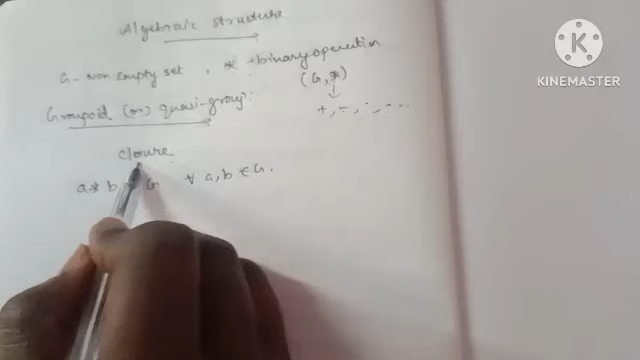 Algebraic structure
G - non empty set, * → binary operation
(G, *)
↓
+, -, ·, - - -
Groupoid (or) quasi-group:
closure
a * b G ∀ a, b ∈ G.
K
KINEMASTER